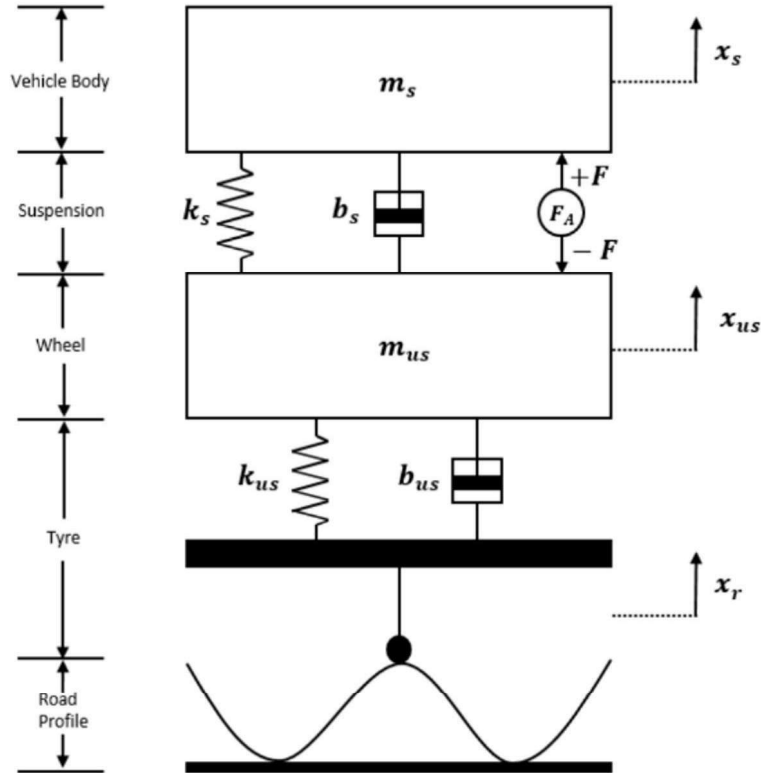 Vehicle Body
m_s
x_s
Suspension
k_s
b_s
+F
F_A
− F
Wheel
m_us
x_us
Tyre
k_us
b_us
x_r
Road
Profile